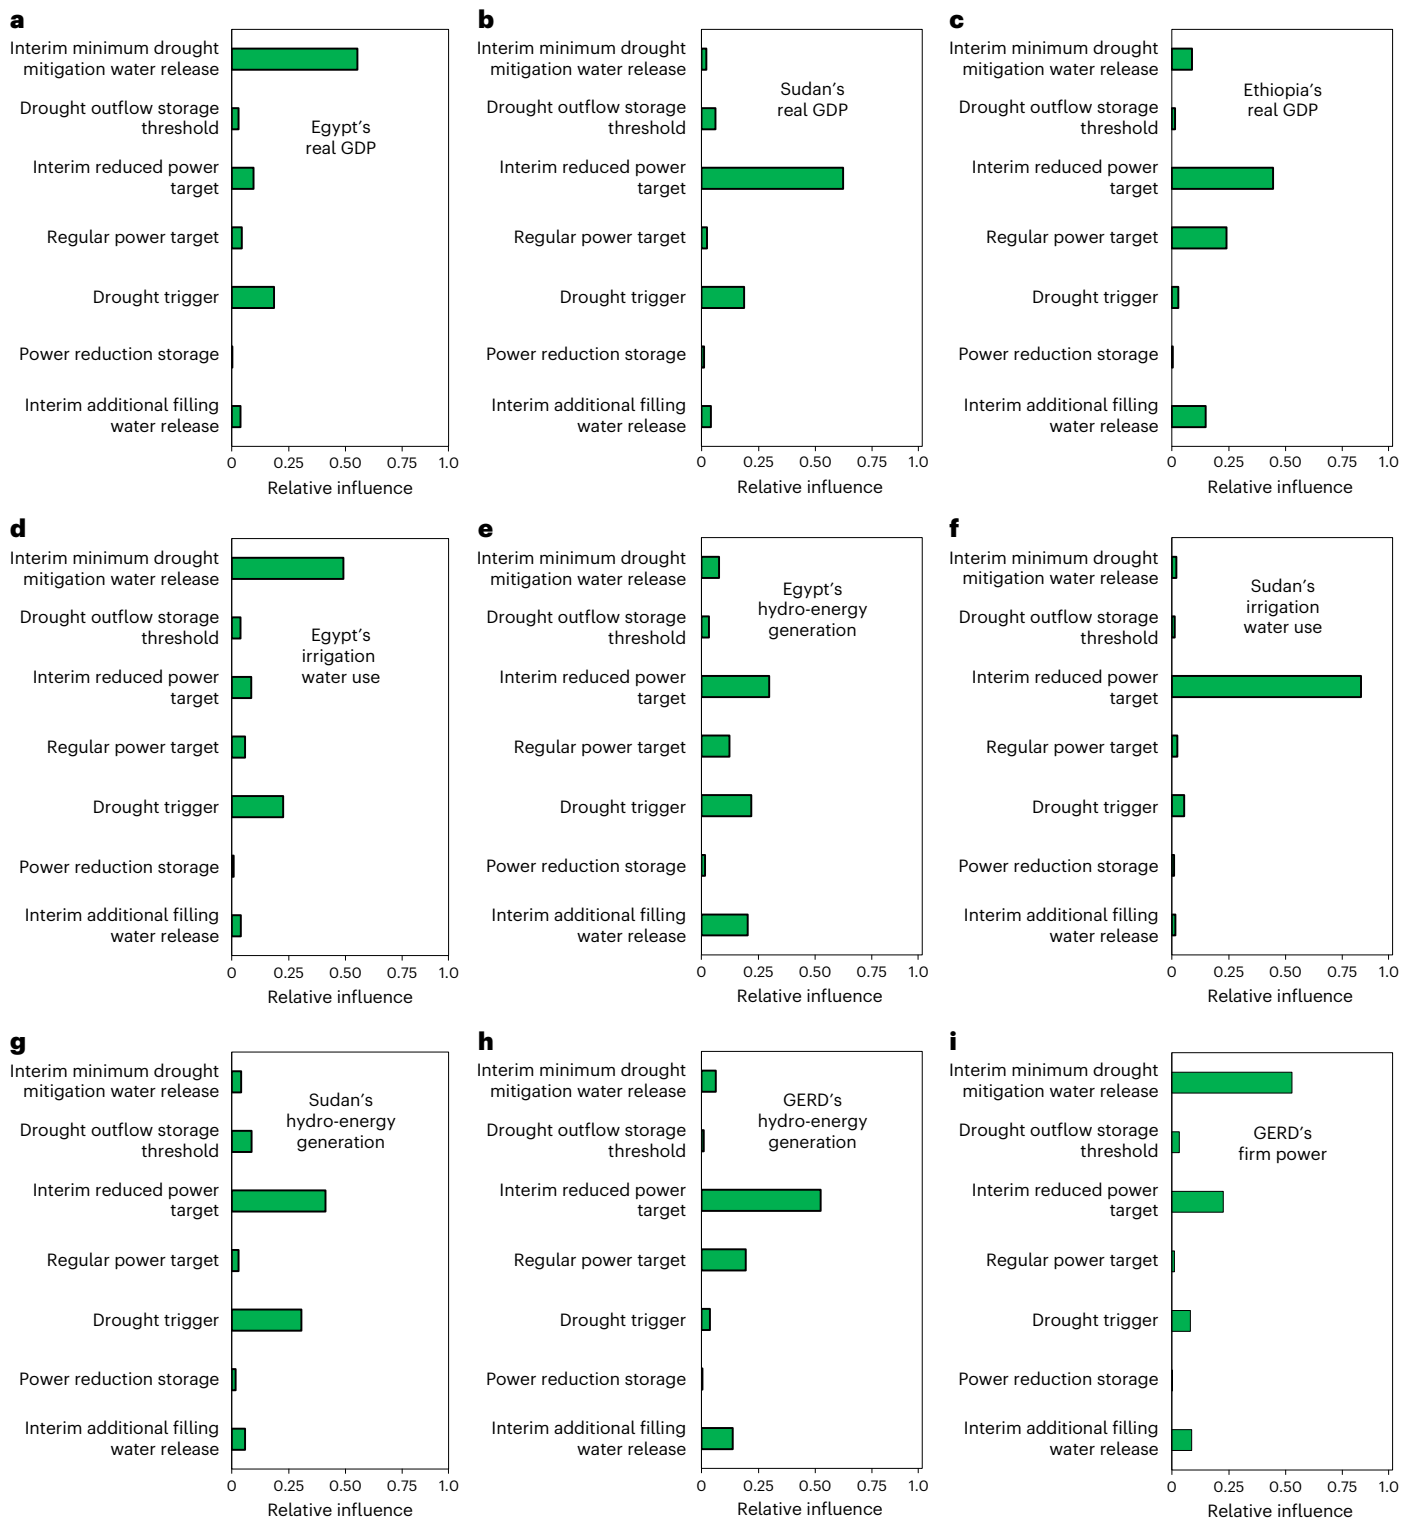 a
Interim minimum drought
mitigation water release
Drought outflow storage
threshold
Interim reduced power
target
Regular power target
Drought trigger
Power reduction storage
Interim additional filling
water release
Egypt's
real GDP
0 0.25 0.50 0.75 1.0
Relative influence
b
Interim minimum drought
mitigation water release
Drought outflow storage
threshold
Interim reduced power
target
Regular power target
Drought trigger
Power reduction storage
Interim additional filling
water release
Sudan's
real GDP
0 0.25 0.50 0.75 1.0
Relative influence
c
Interim minimum drought
mitigation water release
Drought outflow storage
threshold
Interim reduced power
target
Regular power target
Drought trigger
Power reduction storage
Interim additional filling
water release
Ethiopia's
real GDP
0 0.25 0.50 0.75 1.0
Relative influence
d
Interim minimum drought
mitigation water release
Drought outflow storage
threshold
Interim reduced power
target
Regular power target
Drought trigger
Power reduction storage
Interim additional filling
water release
Egypt's
irrigation
water use
0 0.25 0.50 0.75 1.0
Relative influence
e
Interim minimum drought
mitigation water release
Drought outflow storage
threshold
Interim reduced power
target
Regular power target
Drought trigger
Power reduction storage
Interim additional filling
water release
Egypt's
hydro-energy
generation
0 0.25 0.50 0.75 1.0
Relative influence
f
Interim minimum drought
mitigation water release
Drought outflow storage
threshold
Interim reduced power
target
Regular power target
Drought trigger
Power reduction storage
Interim additional filling
water release
Sudan's
irrigation
water use
0 0.25 0.50 0.75 1.0
Relative influence
g
Interim minimum drought
mitigation water release
Drought outflow storage
threshold
Interim reduced power
target
Regular power target
Drought trigger
Power reduction storage
Interim additional filling
water release
Sudan's
hydro-energy
generation
0 0.25 0.50 0.75 1.0
Relative influence
h
Interim minimum drought
mitigation water release
Drought outflow storage
threshold
Interim reduced power
target
Regular power target
Drought trigger
Power reduction storage
Interim additional filling
water release
GERD's
hydro-energy
generation
0 0.25 0.50 0.75 1.0
Relative influence
i
Interim minimum drought
mitigation water release
Drought outflow storage
threshold
Interim reduced power
target
Regular power target
Drought trigger
Power reduction storage
Interim additional filling
water release
GERD's
firm power
0 0.25 0.50 0.75 1.0
Relative influence